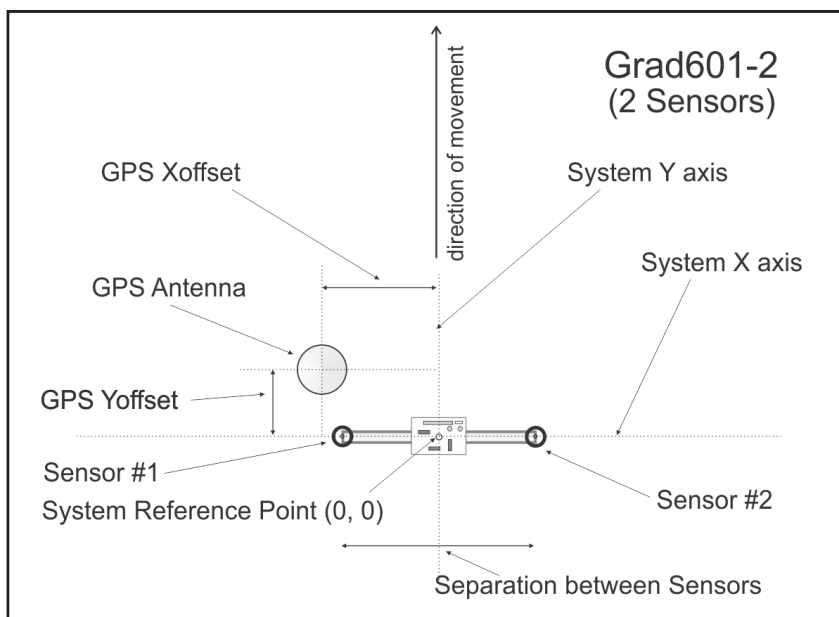 Grad601-2
(2 Sensors)
direction of movement
GPS Xoffset
System Y axis
System X axis
GPS Antenna
GPS Yoffset
Sensor #1
System Reference Point (0, 0)
Sensor #2
Separation between Sensors